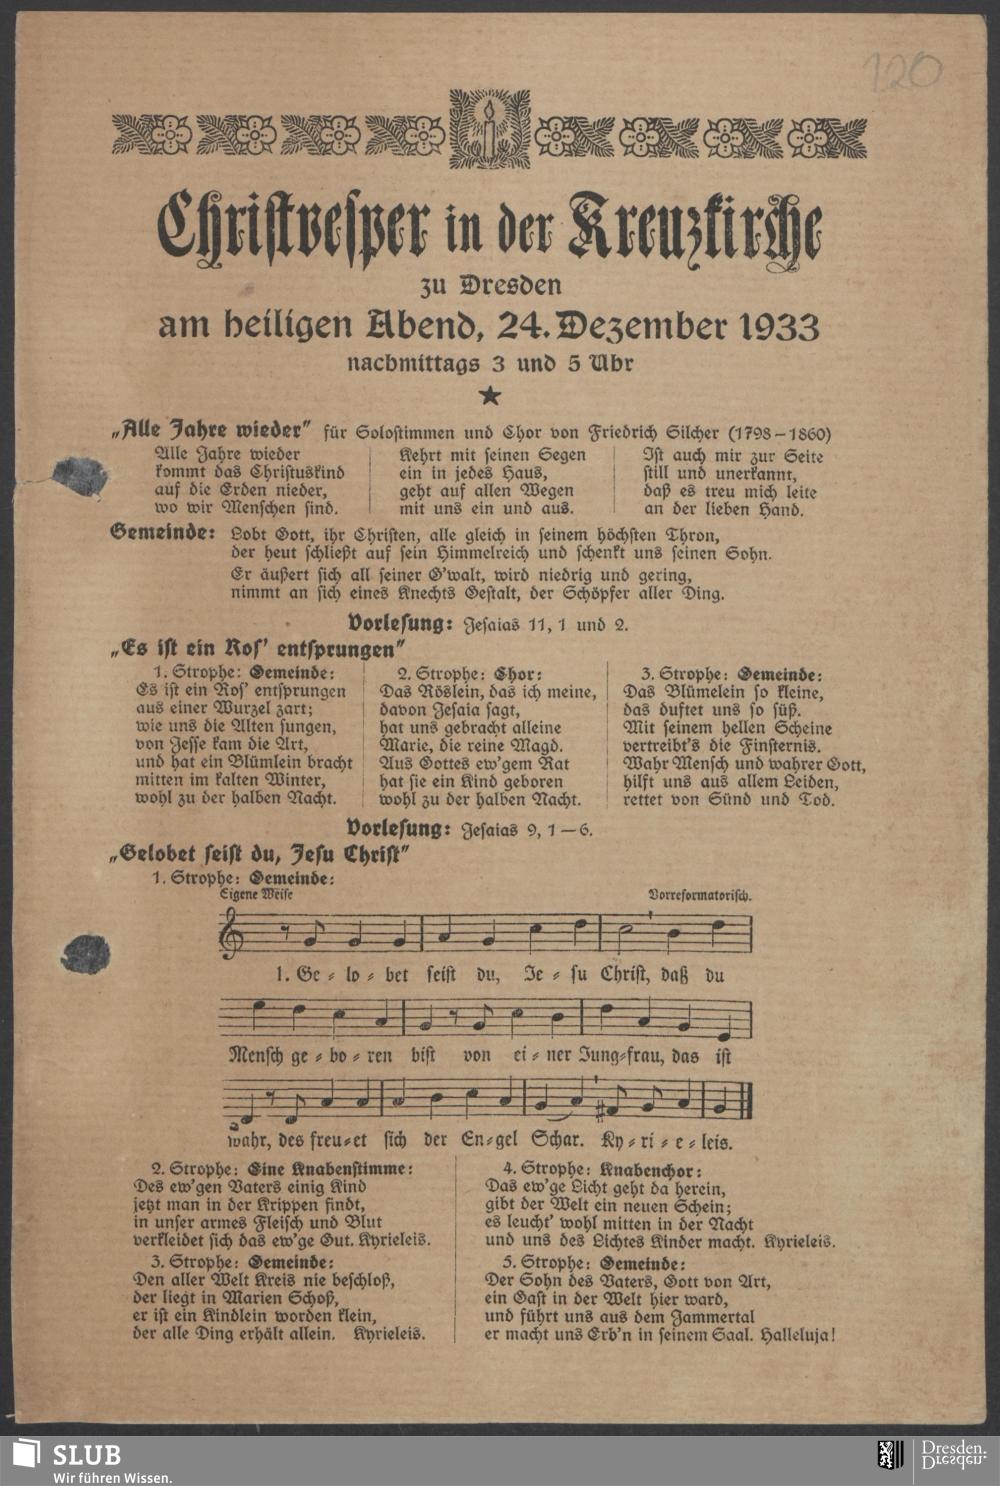 120
Christvesper in der Kreuzkirche
zu Dresden
am heiligen Abend, 24. Dezember 1933
nachmittags 3 und 5 Uhr
„Alle Jahre wieder" für Solostimmen und Chor von Friedrich Silcher (1798–1860)
Alle Jahre wieder
kommt das Christuskind
auf die Erden nieder,
wo wir Menschen sind.
Kehrt mit seinen Segen
ein in jedes Haus,
geht auf allen Wegen
mit uns ein und aus.
Ist auch mir zur Seite
still und unerkannt,
daß es treu mich leite
an der lieben Hand.
Gemeinde: Lobt Gott, ihr Christen, alle gleich in seinem höchsten Thron,
der heut schließt auf sein Himmelreich und schenkt uns seinen Sohn.
Er äußert sich all seiner G'walt, wird niedrig und gering,
nimmt an sich eines Knechts Gestalt, der Schöpfer aller Ding.
Vorlesung: Jesaias 11, 1 und 2.
„Es ist ein Ros' entsprungen"
1. Strophe: Gemeinde:
Es ist ein Ros' entsprungen
aus einer Wurzel zart;
wie uns die Alten sungen,
von Jesse kam die Art,
und hat ein Blümlein bracht
mitten im kalten Winter,
wohl zu der halben Nacht.
2. Strophe: Chor:
Das Röslein, das ich meine,
davon Jesaia sagt,
hat uns gebracht alleine
Marie, die reine Magd.
Aus Gottes ew'gem Rat
hat sie ein Kind geboren
wohl zu der halben Nacht.
3. Strophe: Gemeinde:
Das Blümelein so kleine,
das duftet uns so süß.
Mit seinem hellen Scheine
vertreibt's die Finsternis.
Wahr Mensch und wahrer Gott,
hilft uns aus allem Leiden,
rettet von Sünd und Tod.
Vorlesung: Jesaias 9, 1–6.
„Gelobet seist du, Jesu Christ"
1. Strophe: Gemeinde:
Eigene Weise Vorreformatorisch.
1. Ge-lo-bet seist du, Je-su Christ, daß du
Mensch ge-bo-ren bist von ei-ner Jung-frau, das ist
wahr, des freu-et sich der En-gel Schar. Ky-ri-e-leis.
2. Strophe: Eine Knabenstimme:
Des ew'gen Vaters einig Kind
jetzt man in der Krippen findt,
in unser armes Fleisch und Blut
verkleidet sich das ew'ge Gut. Kyrieleis.
3. Strophe: Gemeinde:
Den aller Welt Kreis nie beschloß,
der liegt in Marien Schoß,
er ist ein Kindlein worden klein,
der alle Ding erhält allein. Kyrieleis.
4. Strophe: Knabenchor:
Das ew'ge Licht geht da herein,
gibt der Welt ein neuen Schein;
es leucht' wohl mitten in der Nacht
und uns des Lichtes Kinder macht. Kyrieleis.
5. Strophe: Gemeinde:
Der Sohn des Vaters, Gott von Art,
ein Gast in der Welt hier ward,
und führt uns aus dem Jammertal
er macht uns Erb'n in seinem Saal. Halleluja!
SLUB
Wir führen Wissen.
Dresden.
Dresden.